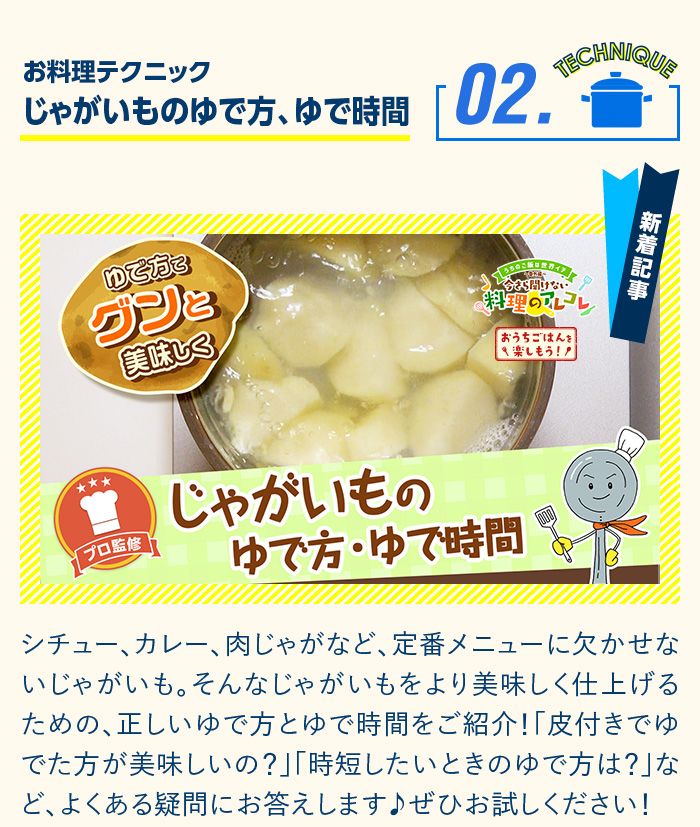 お料理テクニック
じゃがいものゆで方、ゆで時間
02.
TECHNIQUE
新着記事
ゆで方で
グンと
美味しく
うちのご飯は世界イチ
今さら聞けない
料理のアレコレ
おうちごはんを
楽しもう!
プロ監修
じゃがいもの
ゆで方・ゆで時間
シチュー、カレー、肉じゃがなど、定番メニューに欠かせな
いじゃがいも。そんなじゃがいもをより美味しく仕上げる
ための、正しいゆで方とゆで時間をご紹介!「皮付きでゆ
でた方が美味しいの?」「時短したいときのゆで方は?」な
ど、よくある疑問にお答えします♪ぜひお試しください!